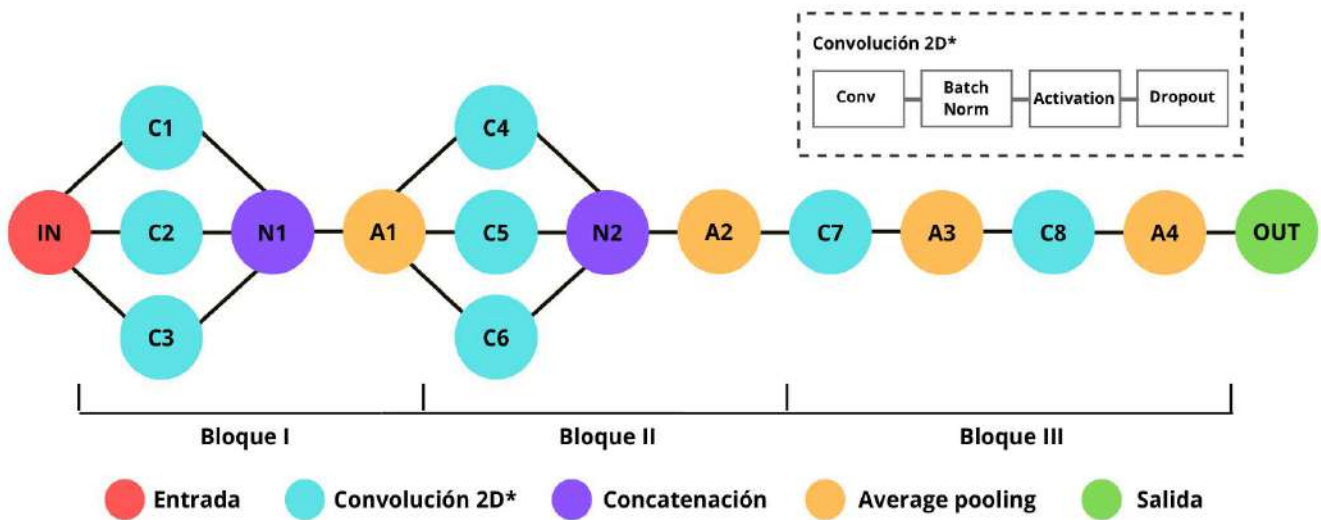 Convolución 2D*
Conv
Batch
Norm
Activation
Dropout
C1
C4
IN
C2
N1
A1
C5
N2
A2
C7
A3
C8
A4
OUT
C3
C6
Bloque I
Bloque II
Bloque III
Entrada
Convolución 2D*
Concatenación
Average pooling
Salida